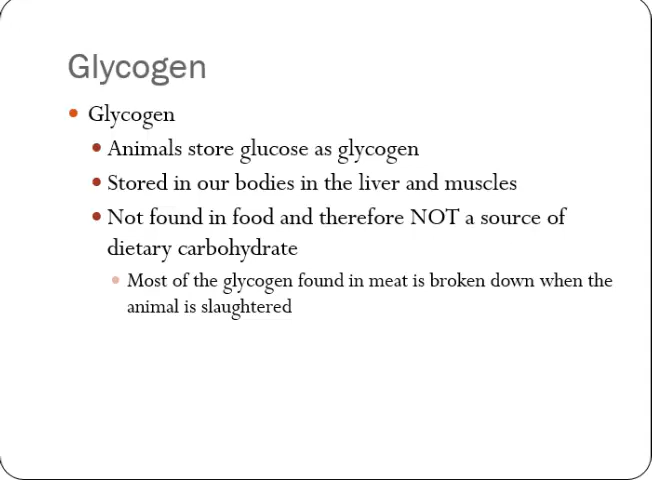 Glycogen
Glycogen
Animals store glucose as glycogen
Stored in our bodies in the liver and muscles
Not found in food and therefore NOT a source of
dietary carbohydrate
Most of the glycogen found in meat is broken down when the
animal is slaughtered